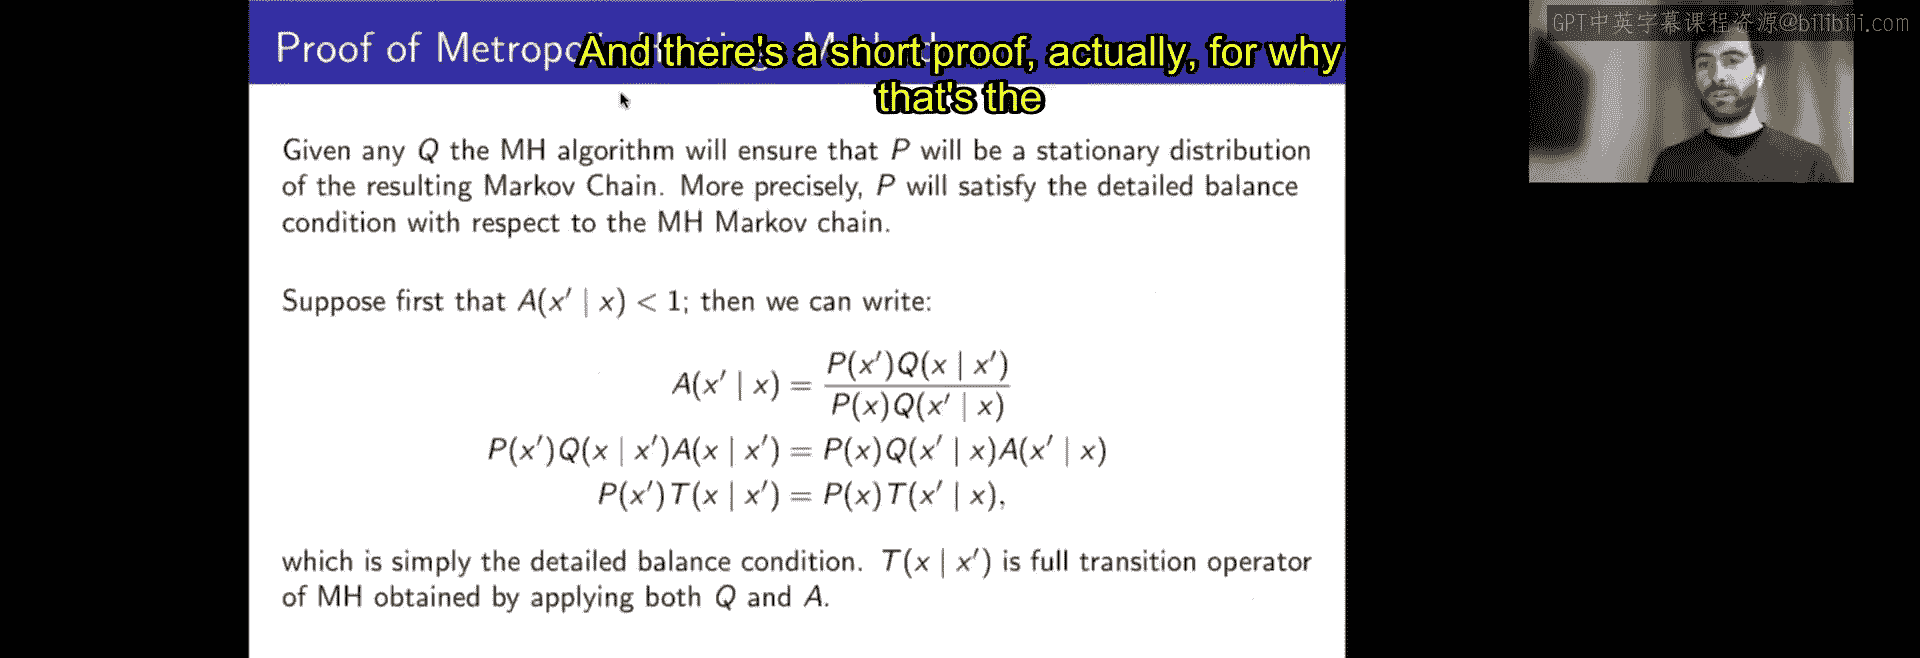 Proof of Metropolis
And there's a short proof, actually, for why
that's the
GPT中英字幕课程资源@bilibili.com
Given any Q the MH algorithm will ensure that P will be a stationary distribution
of the resulting Markov Chain. More precisely, P will satisfy the detailed balance
condition with respect to the MH Markov chain.
Suppose first that A(x′ | x) < 1; then we can write:
A(x′ | x) = P(x′)Q(x | x′) / P(x)Q(x′ | x)
P(x′)Q(x | x′)A(x | x′) = P(x)Q(x′ | x)A(x′ | x)
P(x′)T(x | x′) = P(x)T(x′ | x),
which is simply the detailed balance condition. T(x | x′) is full transition operator
of MH obtained by applying both Q and A.